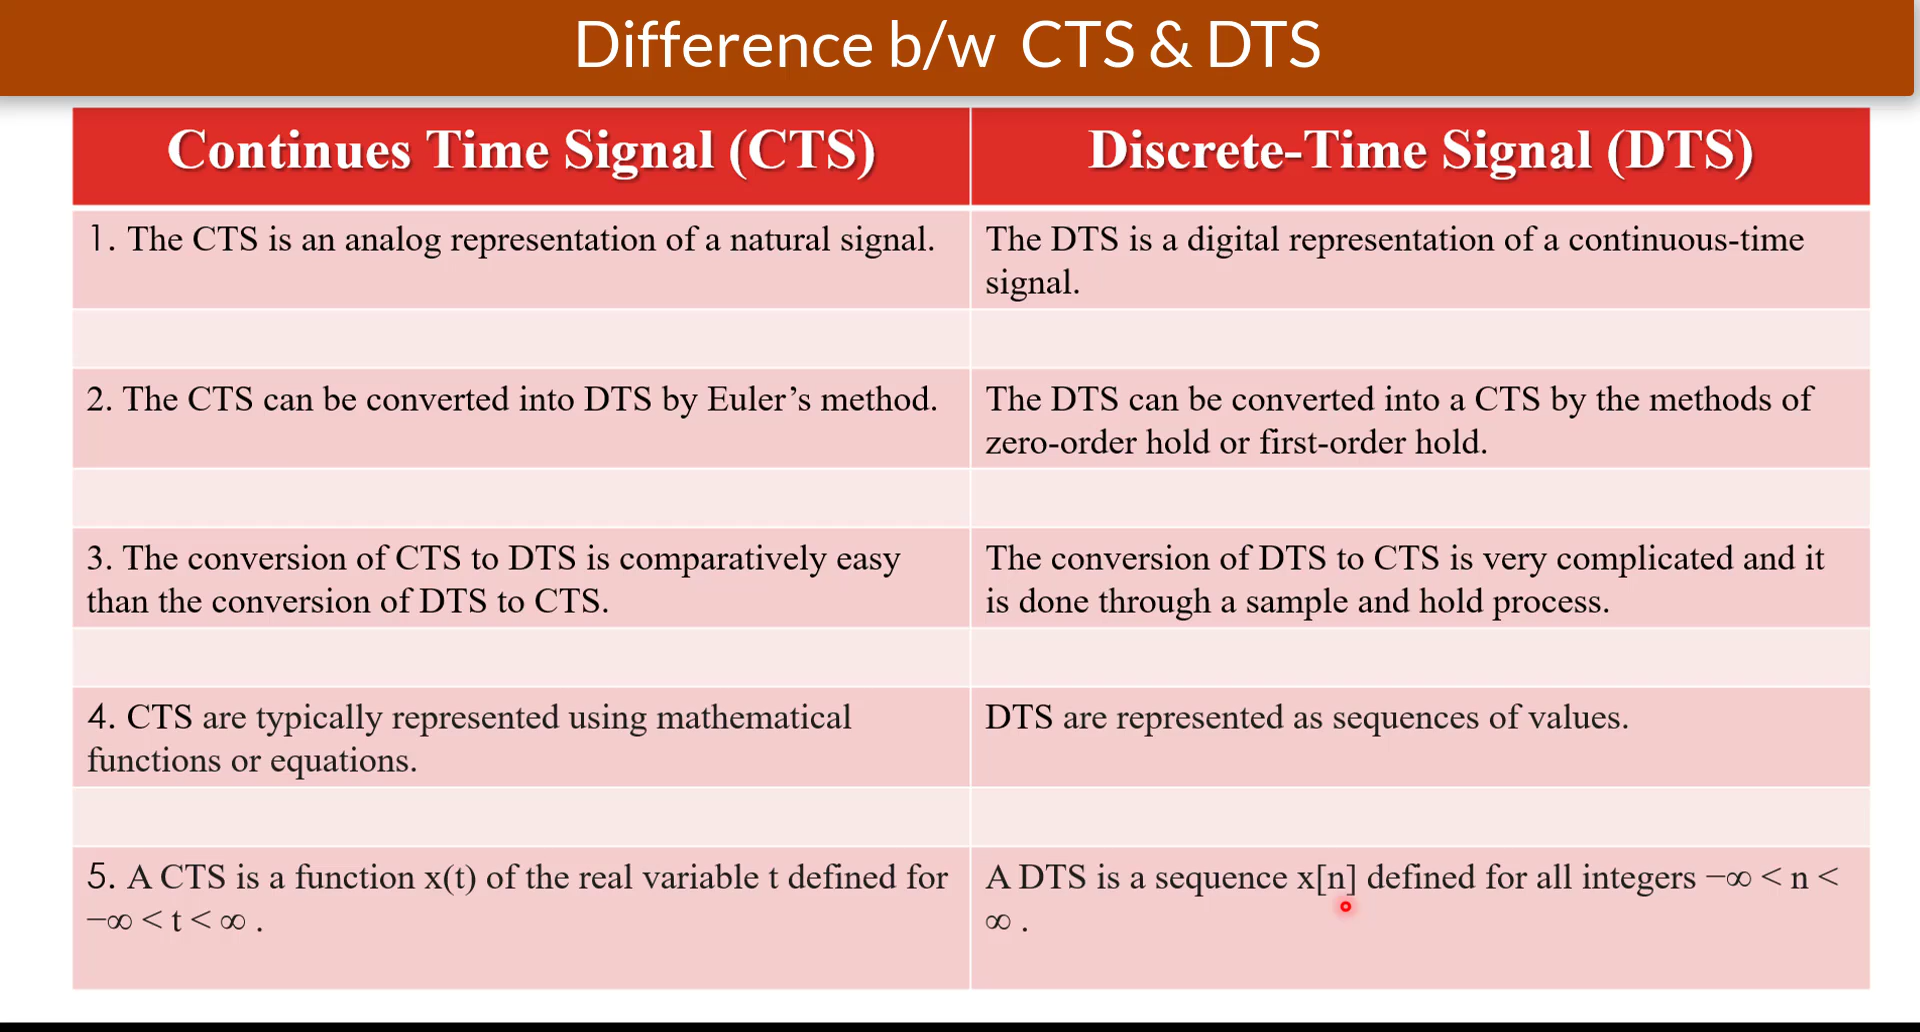 Difference b/w CTS & DTS
Continues Time Signal (CTS)
Discrete-Time Signal (DTS)
1. The CTS is an analog representation of a natural signal.
The DTS is a digital representation of a continuous-time
signal.
2. The CTS can be converted into DTS by Euler’s method.
The DTS can be converted into a CTS by the methods of
zero-order hold or first-order hold.
3. The conversion of CTS to DTS is comparatively easy
than the conversion of DTS to CTS.
The conversion of DTS to CTS is very complicated and it
is done through a sample and hold process.
4. CTS are typically represented using mathematical
functions or equations.
DTS are represented as sequences of values.
5. A CTS is a function x(t) of the real variable t defined for
−∞ < t < ∞ .
A DTS is a sequence x[n] defined for all integers −∞ < n <
∞ .